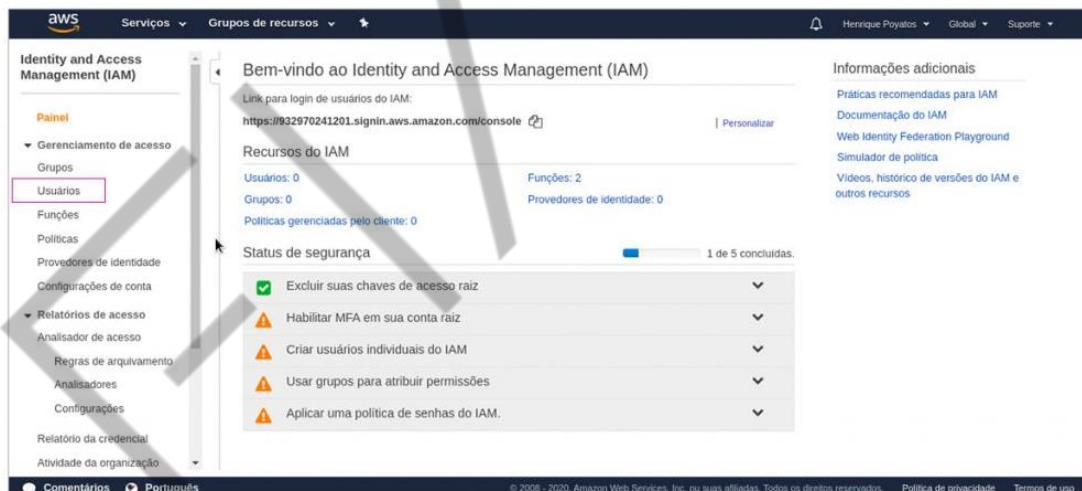 aws
Serviços
Grupos de recursos
Henrique Poyatos
Global
Suporte
Identity and Access
Management (IAM)
Painel
Gerenciamento de acesso
Grupos
Usuários
Funções
Políticas
Provedores de identidade
Configurações de conta
Relatórios de acesso
Analisador de acesso
Regras de arquivamento
Analisadores
Configurações
Relatório da credencial
Atividade da organização
Bem-vindo ao Identity and Access Management (IAM)
Link para login de usuários do IAM:
https://932970241201.signin.aws.amazon.com/console
| Personalizar
Recursos do IAM
Usuários: 0
Funções: 2
Grupos: 0
Provedores de identidade: 0
Políticas gerenciadas pelo cliente: 0
Status de segurança
1 de 5 concluídas.
Excluir suas chaves de acesso raiz
Habilitar MFA em sua conta raiz
Criar usuários individuais do IAM
Usar grupos para atribuir permissões
Aplicar uma política de senhas do IAM.
Informações adicionais
Práticas recomendadas para IAM
Documentação do IAM
Web Identity Federation Playground
Simulador de política
Vídeos, histórico de versões do IAM e
outros recursos
Comentários
Português
© 2008 - 2020, Amazon Web Services, Inc. ou suas afiliadas. Todos os direitos reservados.
Política de privacidade
Termos de uso